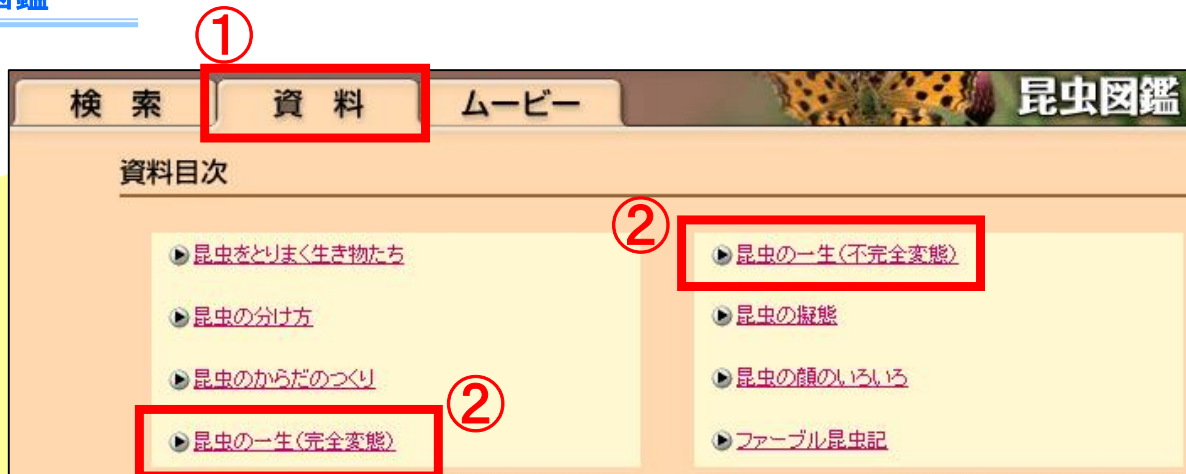 図鑑
①
検 索
資 料
ムービー
昆虫図鑑
資料目次
昆虫をとりまく生き物たち
昆虫の分け方
昆虫のからだのつくり
②
昆虫の一生(完全変態)
②
昆虫の一生(不完全変態)
昆虫の擬態
昆虫の顔のいろいろ
ファーブル昆虫記